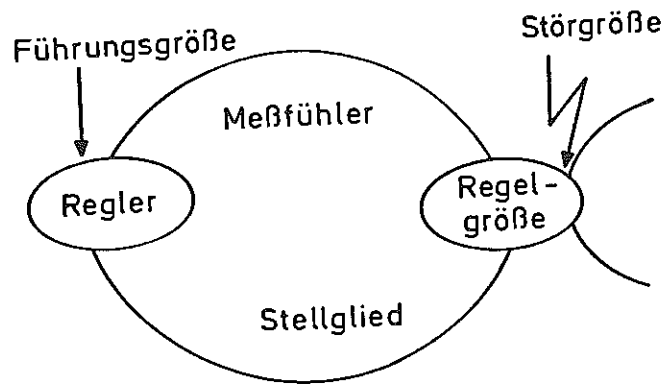 Störgröße
Führungsgröße
Meßfühler
Regler
Regel-
größe
Stellglied